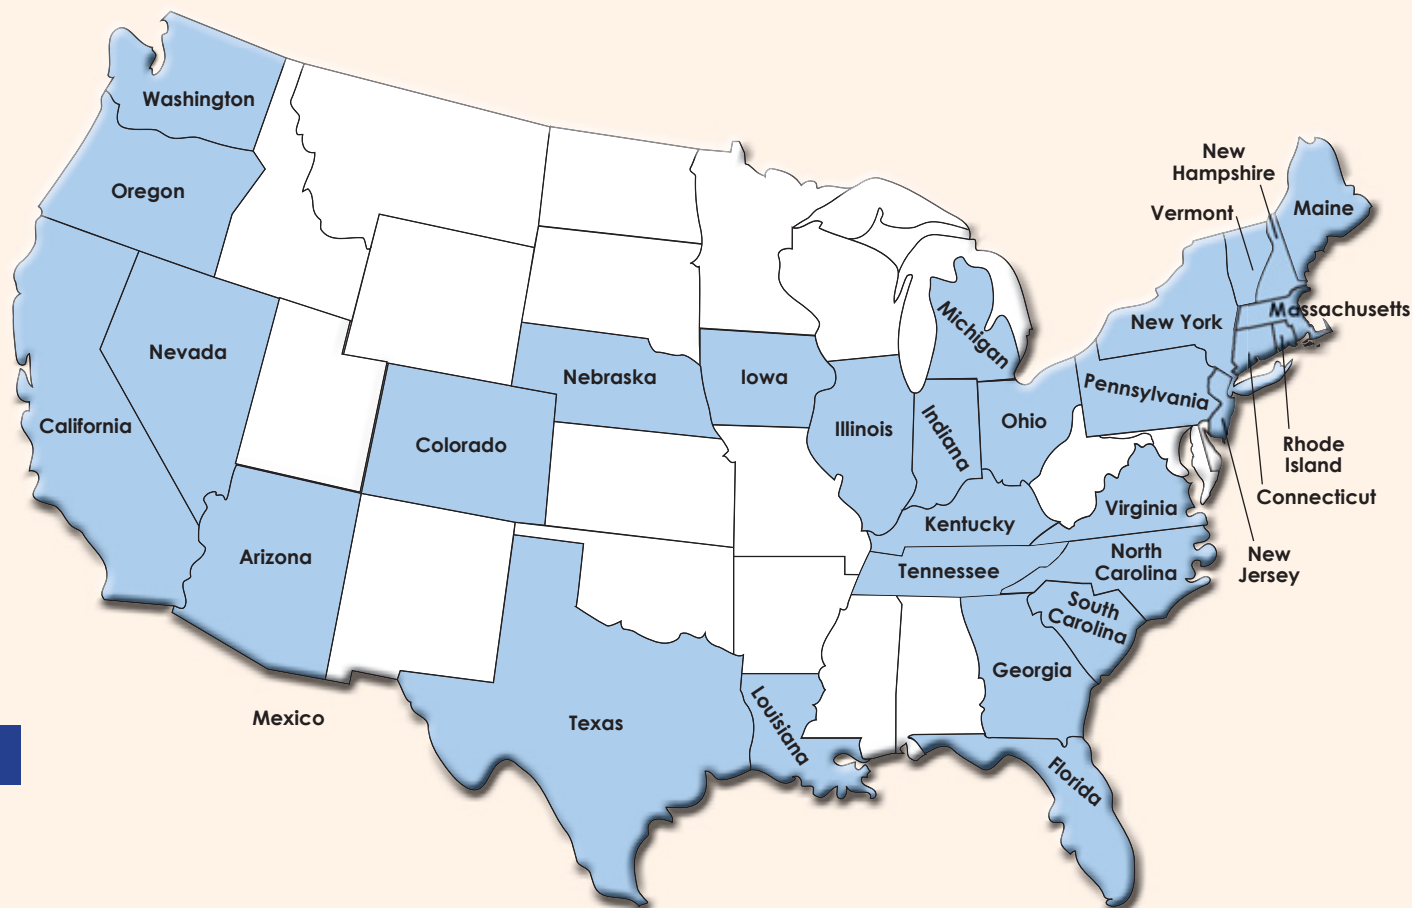 Washington
New
Hampshire
Oregon
Vermont
Maine
Massachusetts
New York
Nevada
Michigan
Nebraska
Iowa
Pennsylvania
California
Colorado
Illinois
Indiana
Ohio
Rhode
Island
Connecticut
Kentucky
Virginia
Arizona
Tennessee
North
Carolina
New
Jersey
South
Carolina
Georgia
Mexico
Texas
Louisiana
Florida